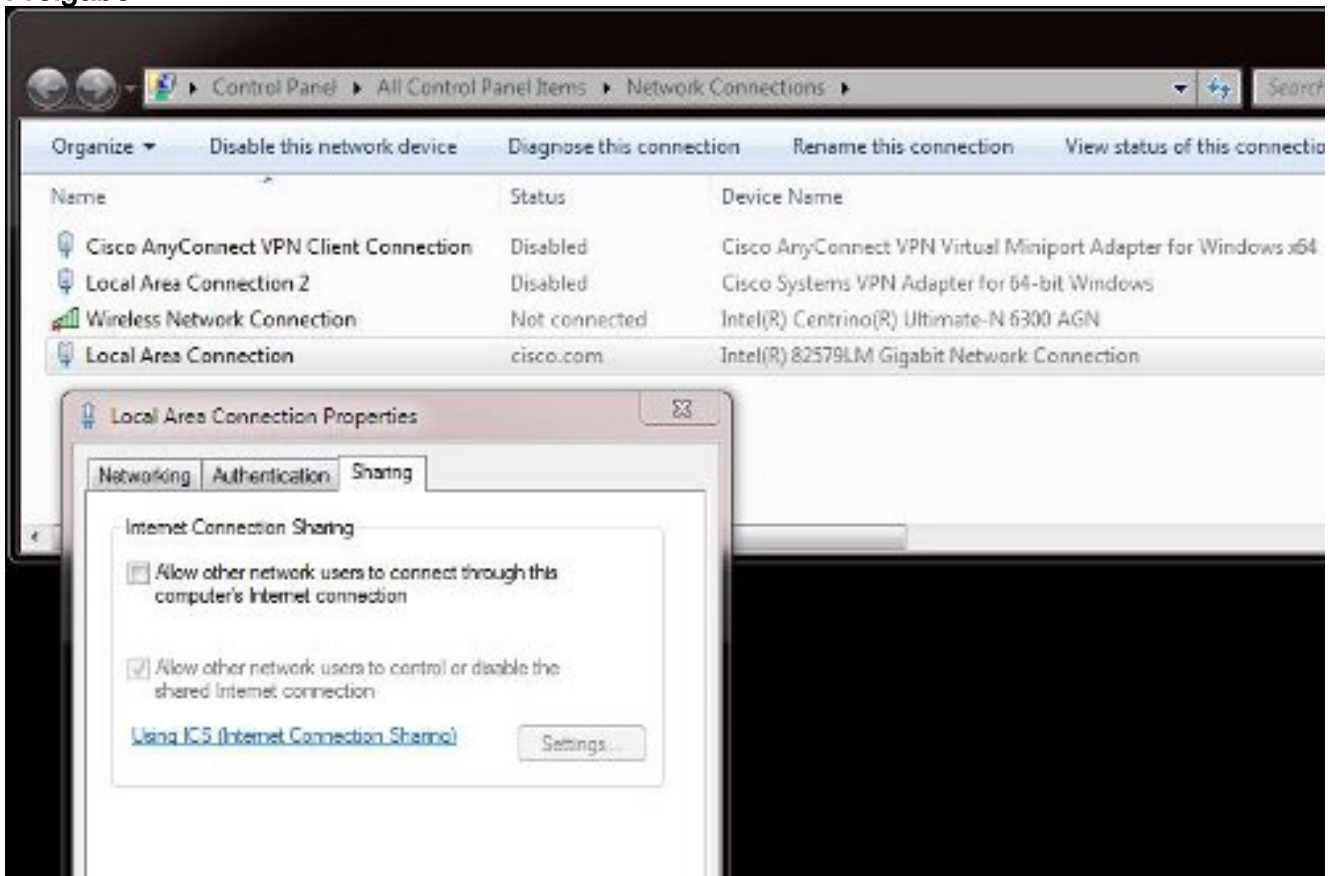 Control Panel ▸ All Control Panel Items ▸ Network Connections ▸
Search
Organize ▾ Disable this network device Diagnose this connection Rename this connection View status of this connectio
Name Status Device Name
Cisco AnyConnect VPN Client Connection Disabled Cisco AnyConnect VPN Virtual Miniport Adapter for Windows x64
Local Area Connection 2 Disabled Cisco Systems VPN Adapter for 64-bit Windows
Wireless Network Connection Not connected Intel(R) Centrino(R) Ultimate-N 6300 AGN
Local Area Connection cisco.com Intel(R) 82579LM Gigabit Network Connection
Local Area Connection Properties
Networking Authentication Sharing
Internet Connection Sharing
Allow other network users to connect through this
computer's Internet connection
Allow other network users to control or disable the
shared Internet connection
Using ICS (Internet Connection Sharing)
Settings...